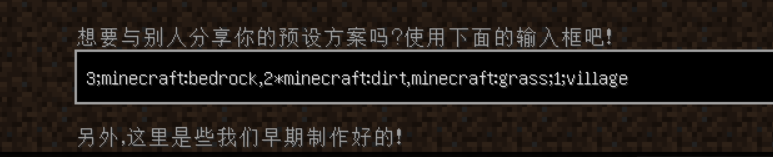 想要与别人分享你的预设方案吗?使用下面的输入框吧!
3;minecraft:bedrock,2*minecraft:dirt,minecraft:grass;1;village
另外,这里是些我们早期制作好的!